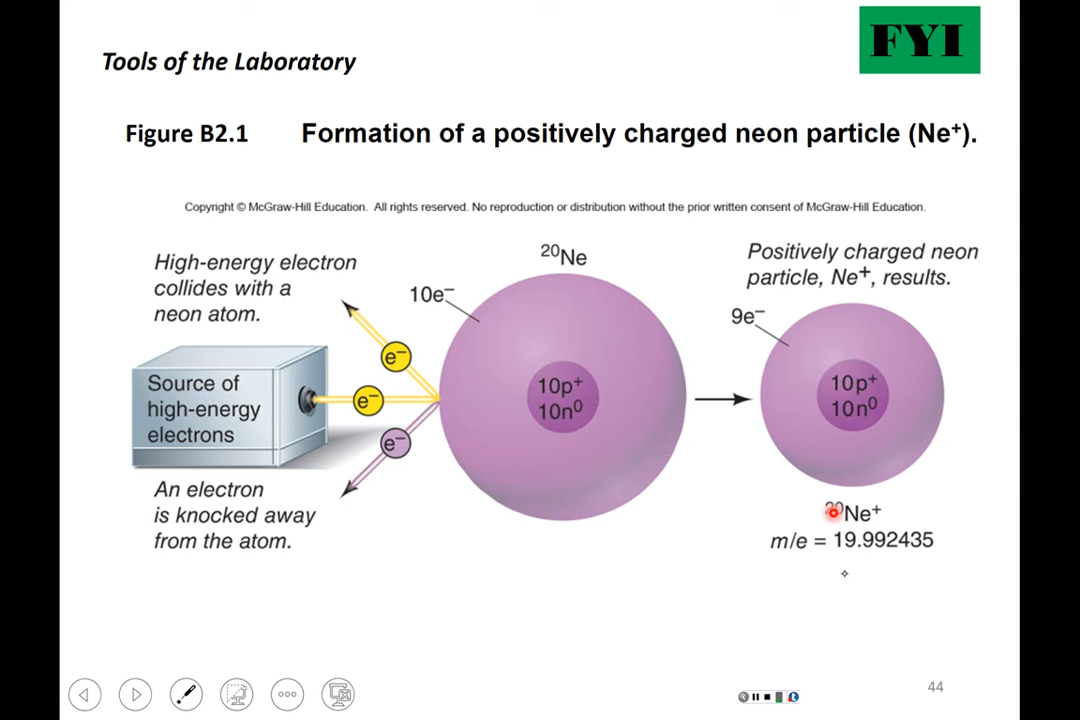 FYI
Tools of the Laboratory
Figure B2.1 Formation of a positively charged neon particle (Ne⁺).
Copyright © McGraw-Hill Education. All rights reserved. No reproduction or distribution without the prior written consent of McGraw-Hill Education.
High-energy electron
collides with a
neon atom.
Source of
high-energy
electrons
An electron
is knocked away
from the atom.
e⁻
e⁻
e⁻
²⁰Ne
10e⁻
10p⁺
10n⁰
Positively charged neon
particle, Ne⁺, results.
9e⁻
10p⁺
10n⁰
Ne⁺
m/e = 19.992435
44